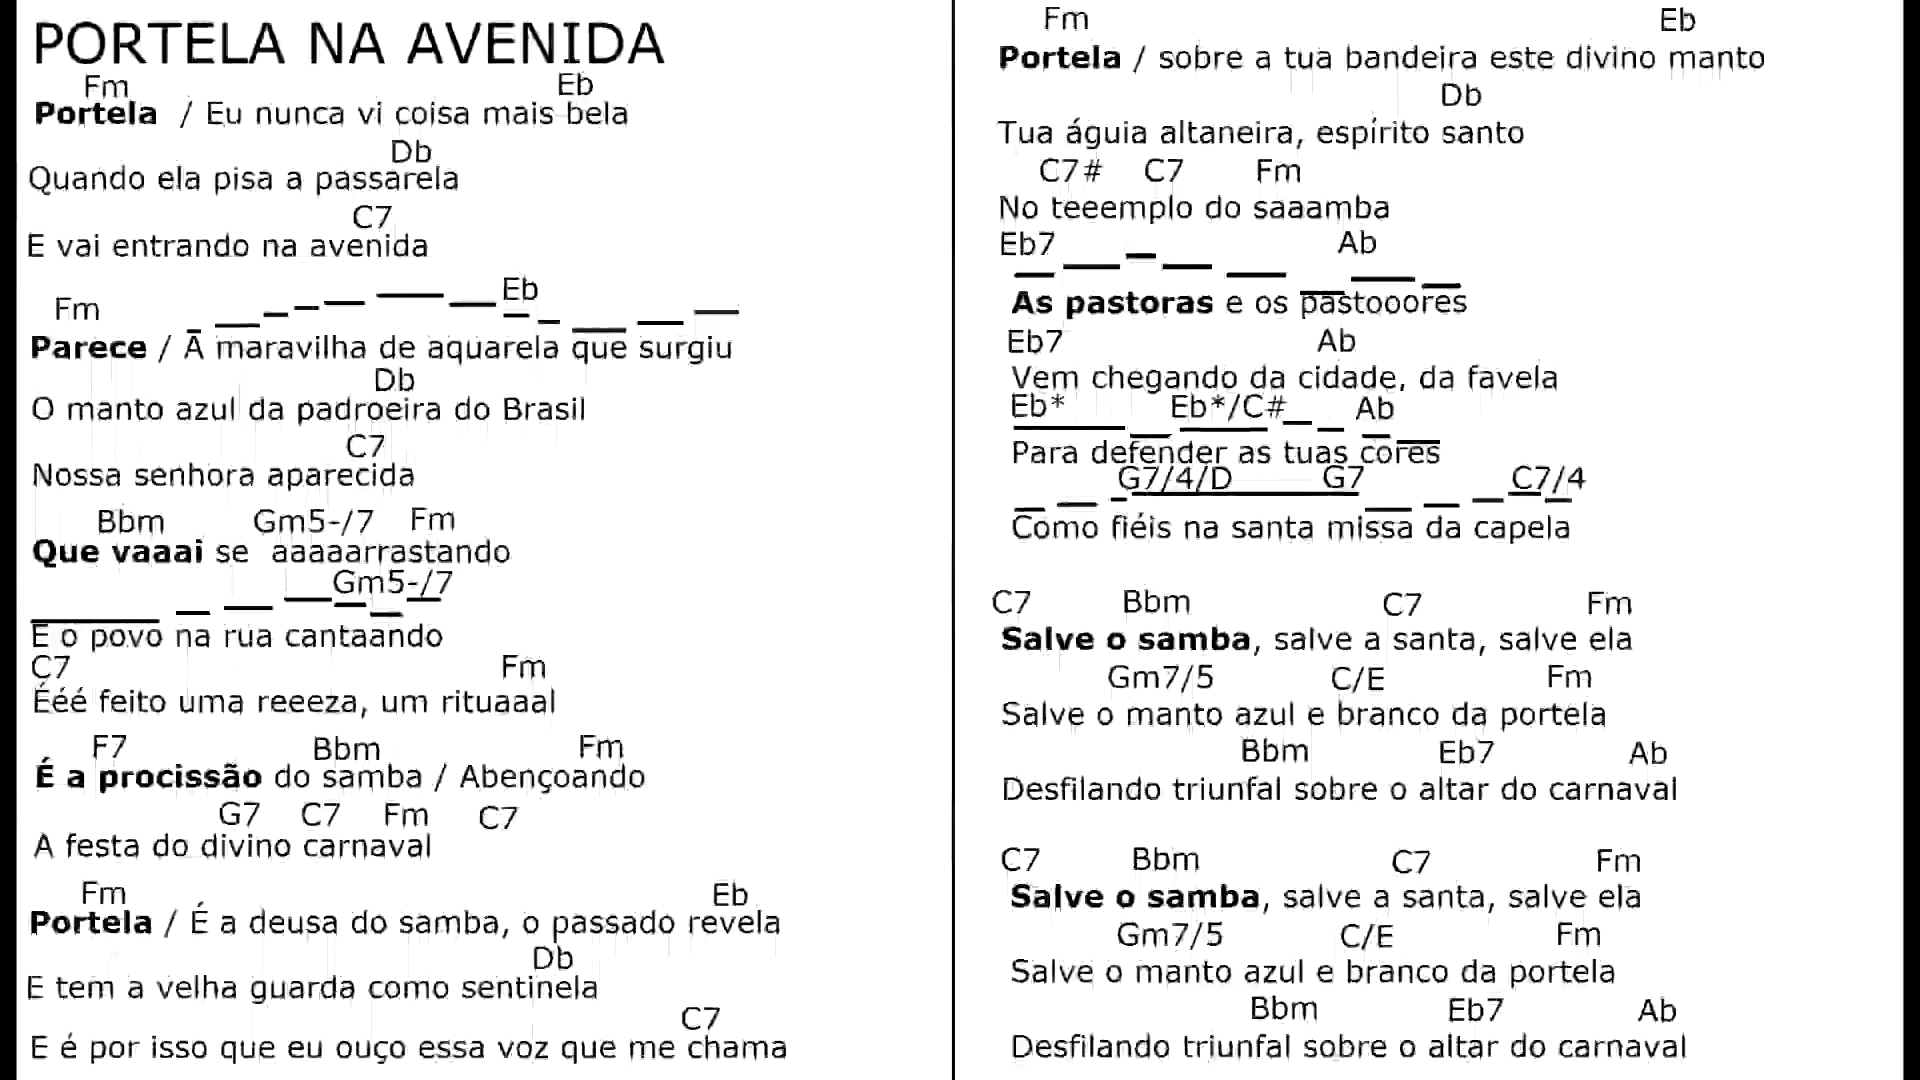 PORTELA NA AVENIDA
Fm Eb
Portela / Eu nunca vi coisa mais bela
Db
Quando ela pisa a passarela
C7
E vai entrando na avenida
Fm Eb
Parece / A maravilha de aquarela que surgiu
Db
O manto azul da padroeira do Brasil
C7
Nossa senhora aparecida
Bbm Gm5-/7 Fm
Que vaaai se aaaaarrastando
Gm5-/7
E o povo na rua cantaando
C7 Fm
Ééé feito uma reeeza, um rituaaal
F7 Bbm Fm
É a procissão do samba / Abençoando
G7 C7 Fm C7
A festa do divino carnaval
Fm Eb
Portela / É a deusa do samba, o passado revela
Db
E tem a velha guarda como sentinela
C7
E é por isso que eu ouço essa voz que me chama
Fm Eb
Portela / sobre a tua bandeira este divino manto
Db
Tua águia altaneira, espírito santo
C7# C7 Fm
No teeemplo do saaamba
Eb7 Ab
As pastoras e os pastooores
Eb7 Ab
Vem chegando da cidade, da favela
Eb* Eb*/C# Ab
Para defender as tuas cores
G7/4/D G7 C7/4
Como fiéis na santa missa da capela
C7 Bbm C7 Fm
Salve o samba, salve a santa, salve ela
Gm7/5 C/E Fm
Salve o manto azul e branco da portela
Bbm Eb7 Ab
Desfilando triunfal sobre o altar do carnaval
C7 Bbm C7 Fm
Salve o samba, salve a santa, salve ela
Gm7/5 C/E Fm
Salve o manto azul e branco da portela
Bbm Eb7 Ab
Desfilando triunfal sobre o altar do carnaval